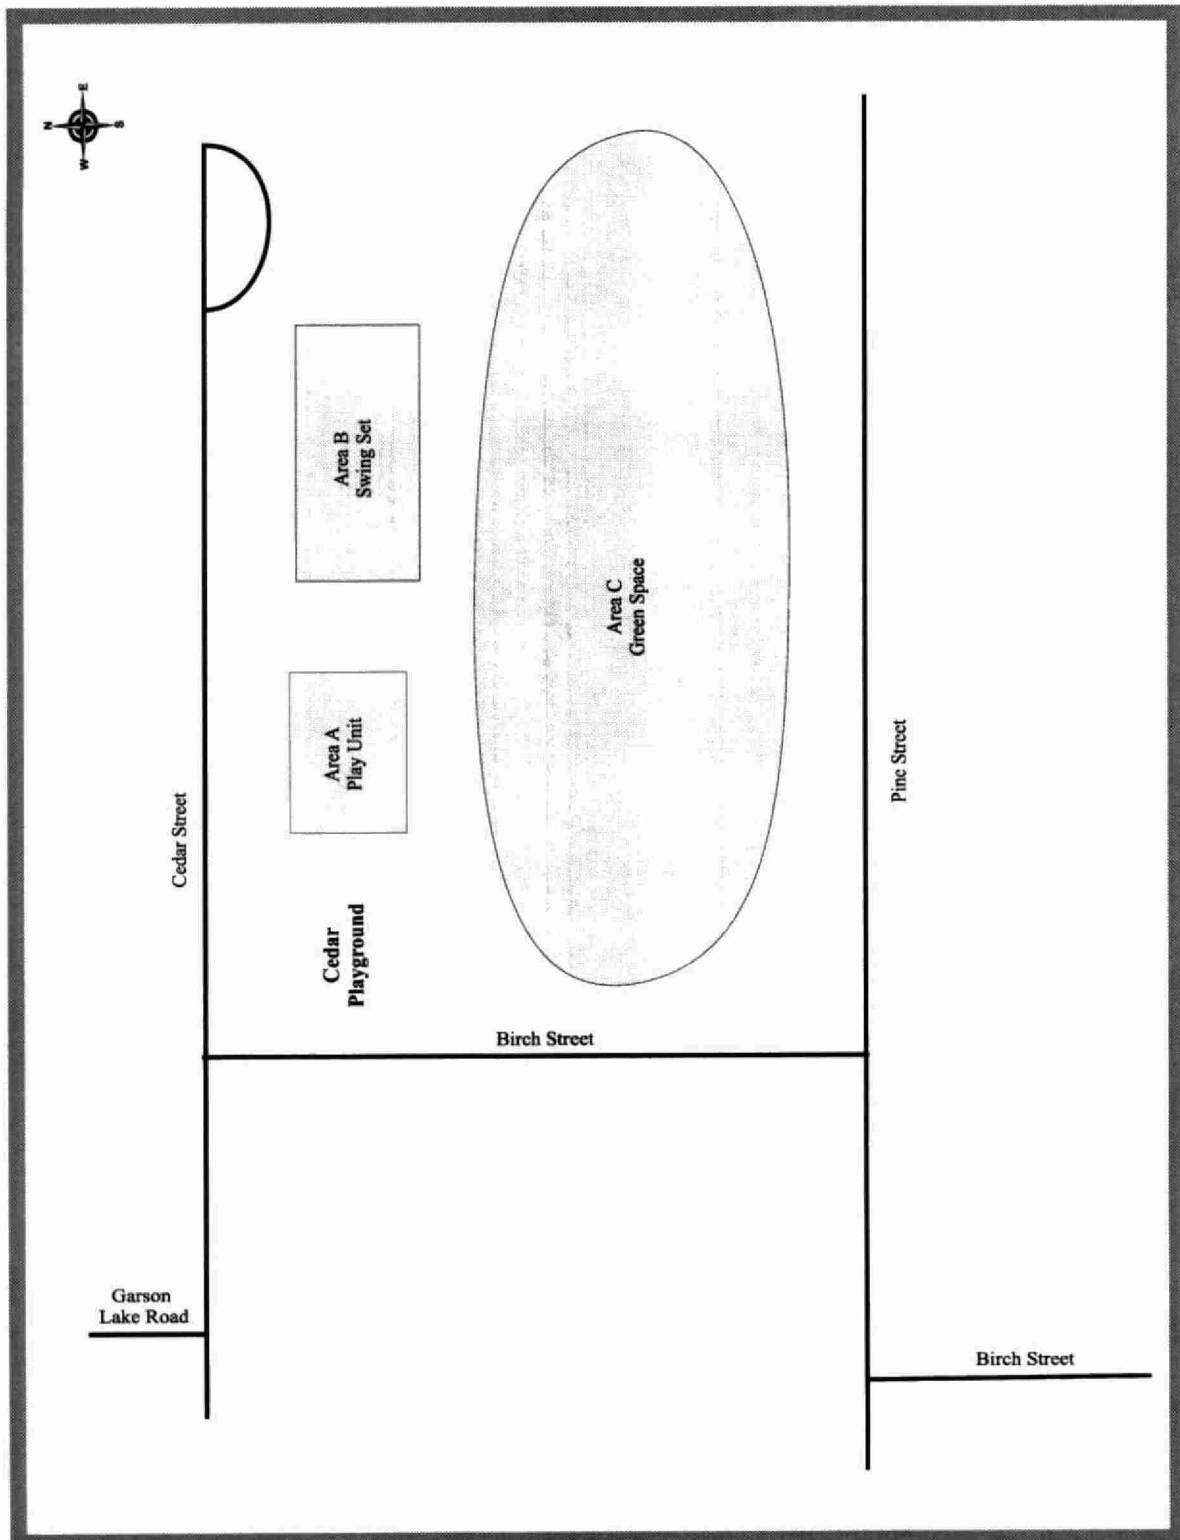 N
E
S
W
Cedar Street
Area B
Swing Set
Area A
Play Unit
Cedar
Playground
Area C
Green Space
Pine Street
Birch Street
Garson
Lake Road
Birch Street